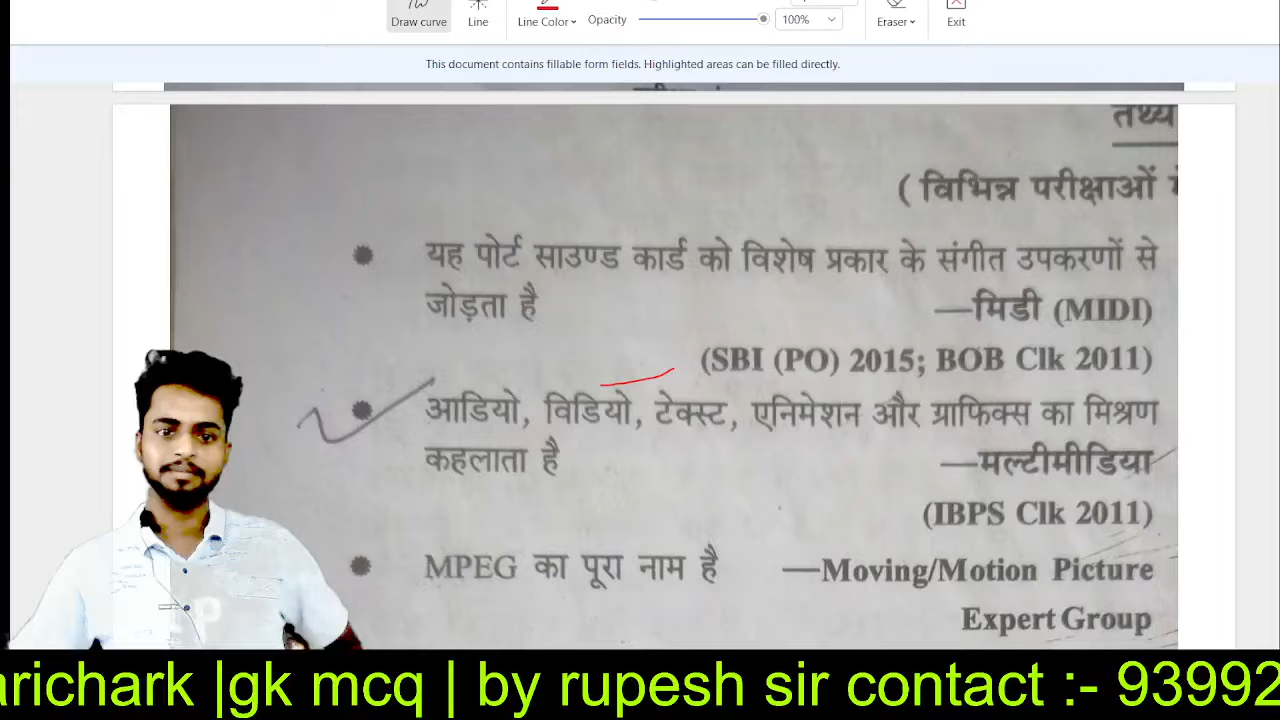 Draw curve Line Line Color Opacity 100% Eraser Exit
This document contains fillable form fields. Highlighted areas can be filled directly.
तथ्य
( विभिन्न परीक्षाओं
यह पोर्ट साउण्ड कार्ड को विशेष प्रकार के संगीत उपकरणों से
जोड़ता है —मिडी (MIDI)
(SBI (PO) 2015; BOB Clk 2011)
आडियो, विडियो, टेक्स्ट, एनिमेशन और ग्राफिक्स का मिश्रण
कहलाता है —मल्टीमीडिया
(IBPS Clk 2011)
MPEG का पूरा नाम है —Moving/Motion Picture
Expert Group
arichark |gk mcq | by rupesh sir contact :- 93992